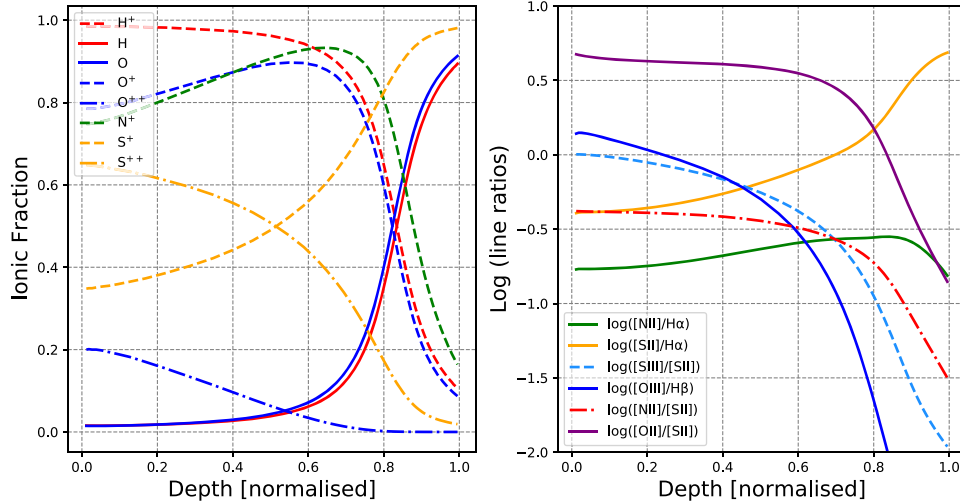 1.0
0.8
0.6
0.4
0.2
0.0
Ionic Fraction
H⁺
H
O
O⁺
O⁺⁺
N⁺
S⁺
S⁺⁺
0.0 0.2 0.4 0.6 0.8 1.0
Depth [normalised]
1.0
0.5
0.0
−0.5
−1.0
−1.5
−2.0
Log (line ratios)
log([NII]/Hα)
log([SII]/Hα)
log([SIII]/[SII])
log([OIII]/Hβ)
log([NII]/[SII])
log([OII]/[SII])
0.0 0.2 0.4 0.6 0.8 1.0
Depth [normalised]